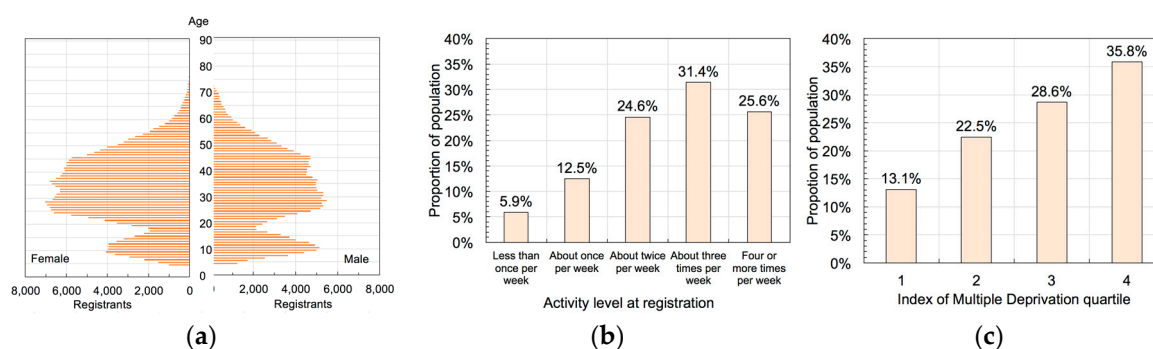 Age
90
80
70
60
50
40
30
20
10
0
Female
Male
8,000 6,000 4,000 2,000 0
2,000 4,000 6,000 8,000
Registrants
Registrants
(a)
Proportion of population
40%
35%
30%
25%
20%
15%
10%
5%
0%
5.9%
12.5%
24.6%
31.4%
25.6%
Less than
once per
week
About once
per week
About twice
per week
About three
times per
week
Four or
more times
per week
Activity level at registration
(b)
Propotion of population
40%
35%
30%
25%
20%
15%
10%
5%
0%
13.1%
22.5%
28.6%
35.8%
1 2 3 4
Index of Multiple Deprivation quartile
(c)